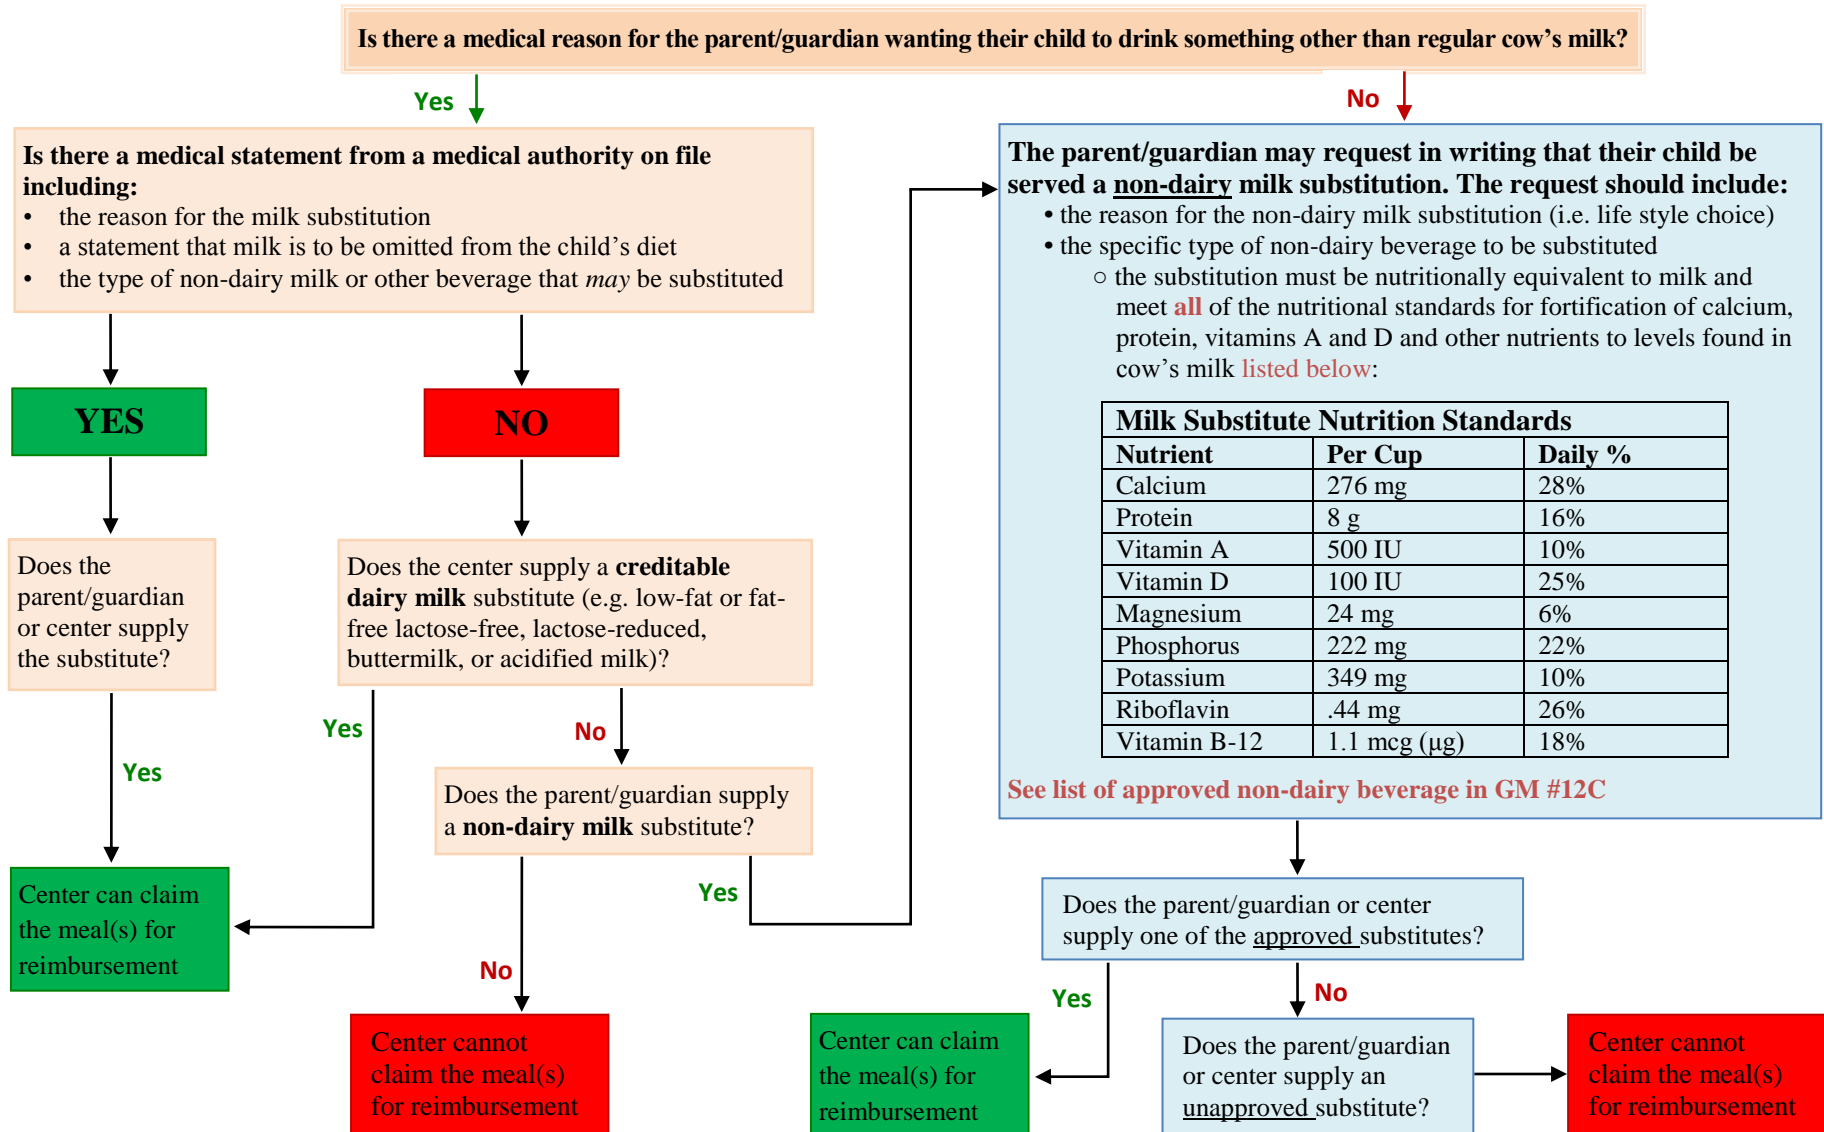 Is there a medical reason for the parent/guardian wanting their child to drink something other than regular cow’s milk?
Yes
No
Is there a medical statement from a medical authority on file
including:
• the reason for the milk substitution
• a statement that milk is to be omitted from the child’s diet
• the type of non-dairy milk or other beverage that may be substituted
YES
NO
Does the
parent/guardian
or center supply
the substitute?
Does the center supply a creditable
dairy milk substitute (e.g. low-fat or fat-
free lactose-free, lactose-reduced,
buttermilk, or acidified milk)?
Yes
Yes
No
Does the parent/guardian supply
a non-dairy milk substitute?
Yes
No
Center can claim
the meal(s) for
reimbursement
Center cannot
claim the meal(s)
for reimbursement
The parent/guardian may request in writing that their child be
served a non-dairy milk substitution. The request should include:
• the reason for the non-dairy milk substitution (i.e. life style choice)
• the specific type of non-dairy beverage to be substituted
○ the substitution must be nutritionally equivalent to milk and
meet all of the nutritional standards for fortification of calcium,
protein, vitamins A and D and other nutrients to levels found in
cow’s milk listed below:
Milk Substitute Nutrition Standards
Nutrient Per Cup Daily %
Calcium 276 mg 28%
Protein 8 g 16%
Vitamin A 500 IU 10%
Vitamin D 100 IU 25%
Magnesium 24 mg 6%
Phosphorus 222 mg 22%
Potassium 349 mg 10%
Riboflavin .44 mg 26%
Vitamin B-12 1.1 mcg (µg) 18%
See list of approved non-dairy beverage in GM #12C
Does the parent/guardian or center
supply one of the approved substitutes?
Yes
No
Center can claim
the meal(s) for
reimbursement
Does the parent/guardian
or center supply an
unapproved substitute?
Center cannot
claim the meal(s)
for reimbursement